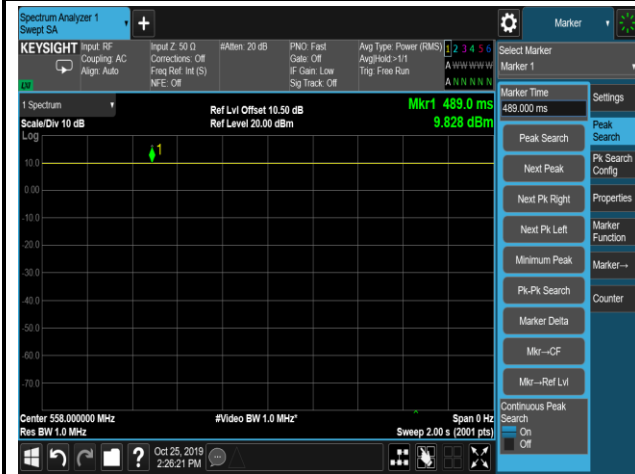 Spectrum Analyzer 1
Swept SA
+
Marker
KEYSIGHT
Input: RF
Coupling: AC
Align: Auto
Input Z: 50 Ω
Corrections: Off
Freq Ref: Int (S)
NFE: Off
#Atten: 20 dB
PNO: Fast
Gate: Off
IF Gain: Low
Sig Track: Off
Avg Type: Power (RMS)
Avg|Hold:>1/1
Trig: Free Run
1 2 3 4 5 6
A W W W W W
A N N N N N
Select Marker
Marker 1
1 Spectrum
Scale/Div 10 dB
Log
Ref Lvl Offset 10.50 dB
Ref Level 20.00 dBm
Mkr1 489.0 ms
9.828 dBm
1
10.0
0.00
-10.0
-20.0
-30.0
-40.0
-50.0
-60.0
-70.0
Center 558.000000 MHz
Res BW 1.0 MHz
#Video BW 1.0 MHz*
Span 0 Hz
Sweep 2.00 s (2001 pts)
Marker Time
489.000 ms
Peak Search
Next Peak
Next Pk Right
Next Pk Left
Minimum Peak
Pk-Pk Search
Marker Delta
Mkr→CF
Mkr→Ref Lvl
Continuous Peak
Search
On
Off
Settings
Peak
Search
Pk Search
Config
Properties
Marker
Function
Marker→
Counter
?
Oct 25, 2019
2:26:21 PM